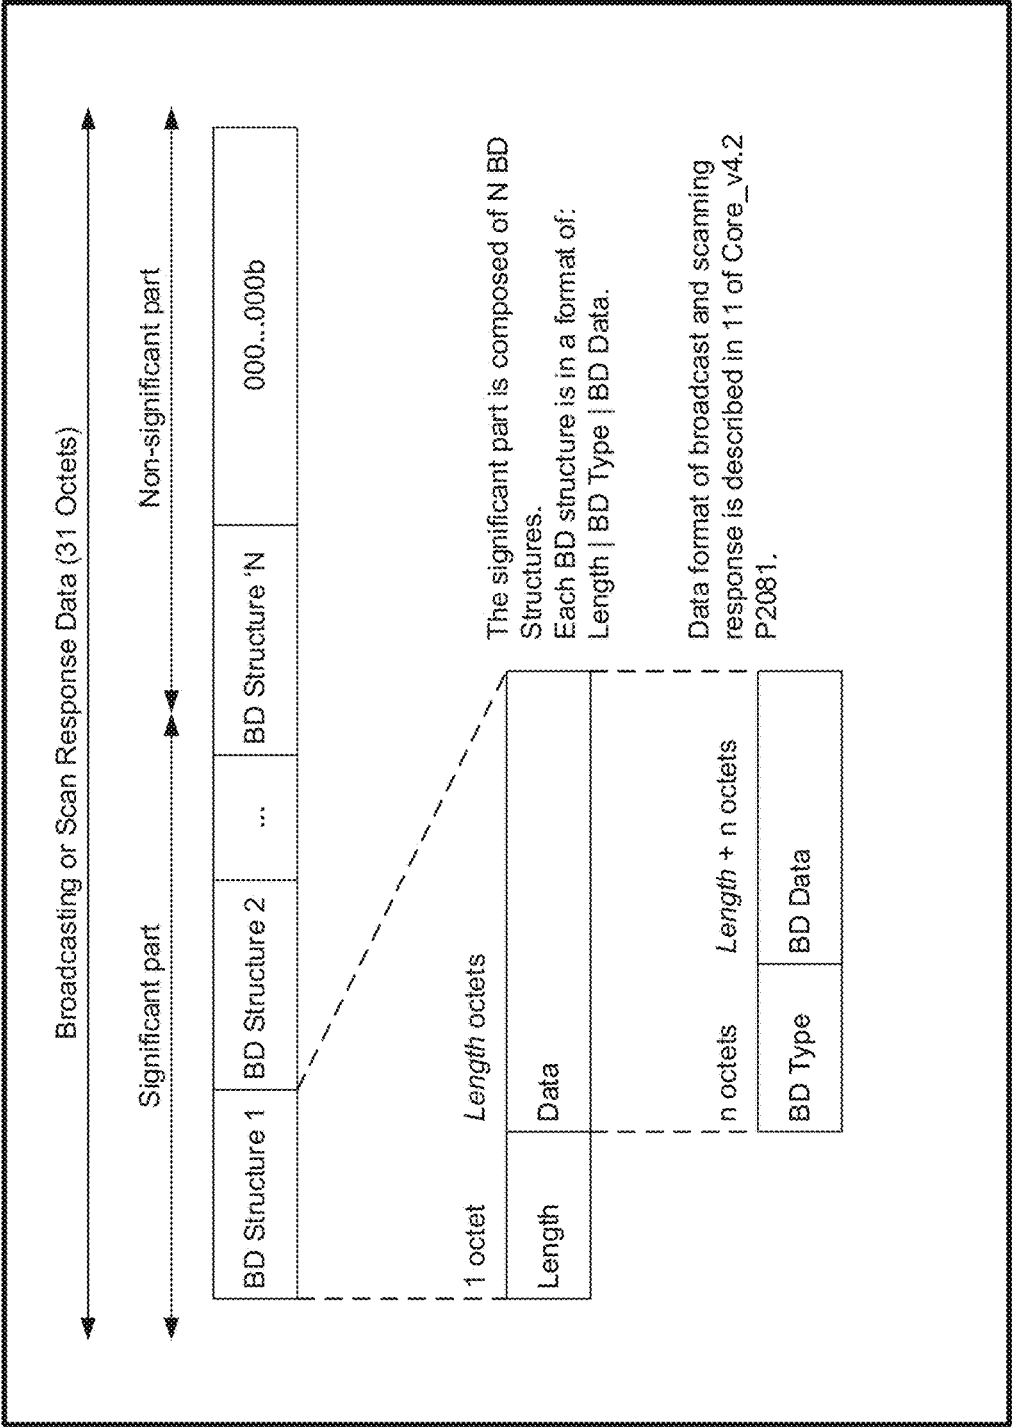 Broadcasting or Scan Response Data (31 Octets)
Significant part
Non-significant part
BD Structure 1
BD Structure 2
...
BD Structure 'N
000...000b
1 octet
Length octets
Length
Data
The significant part is composed of N BD
Structures.
Each BD structure is in a format of:
Length | BD Type | BD Data.
n octets
Length + n octets
BD Type
BD Data
Data format of broadcast and scanning
response is described in 11 of Core_v4.2
P2081.